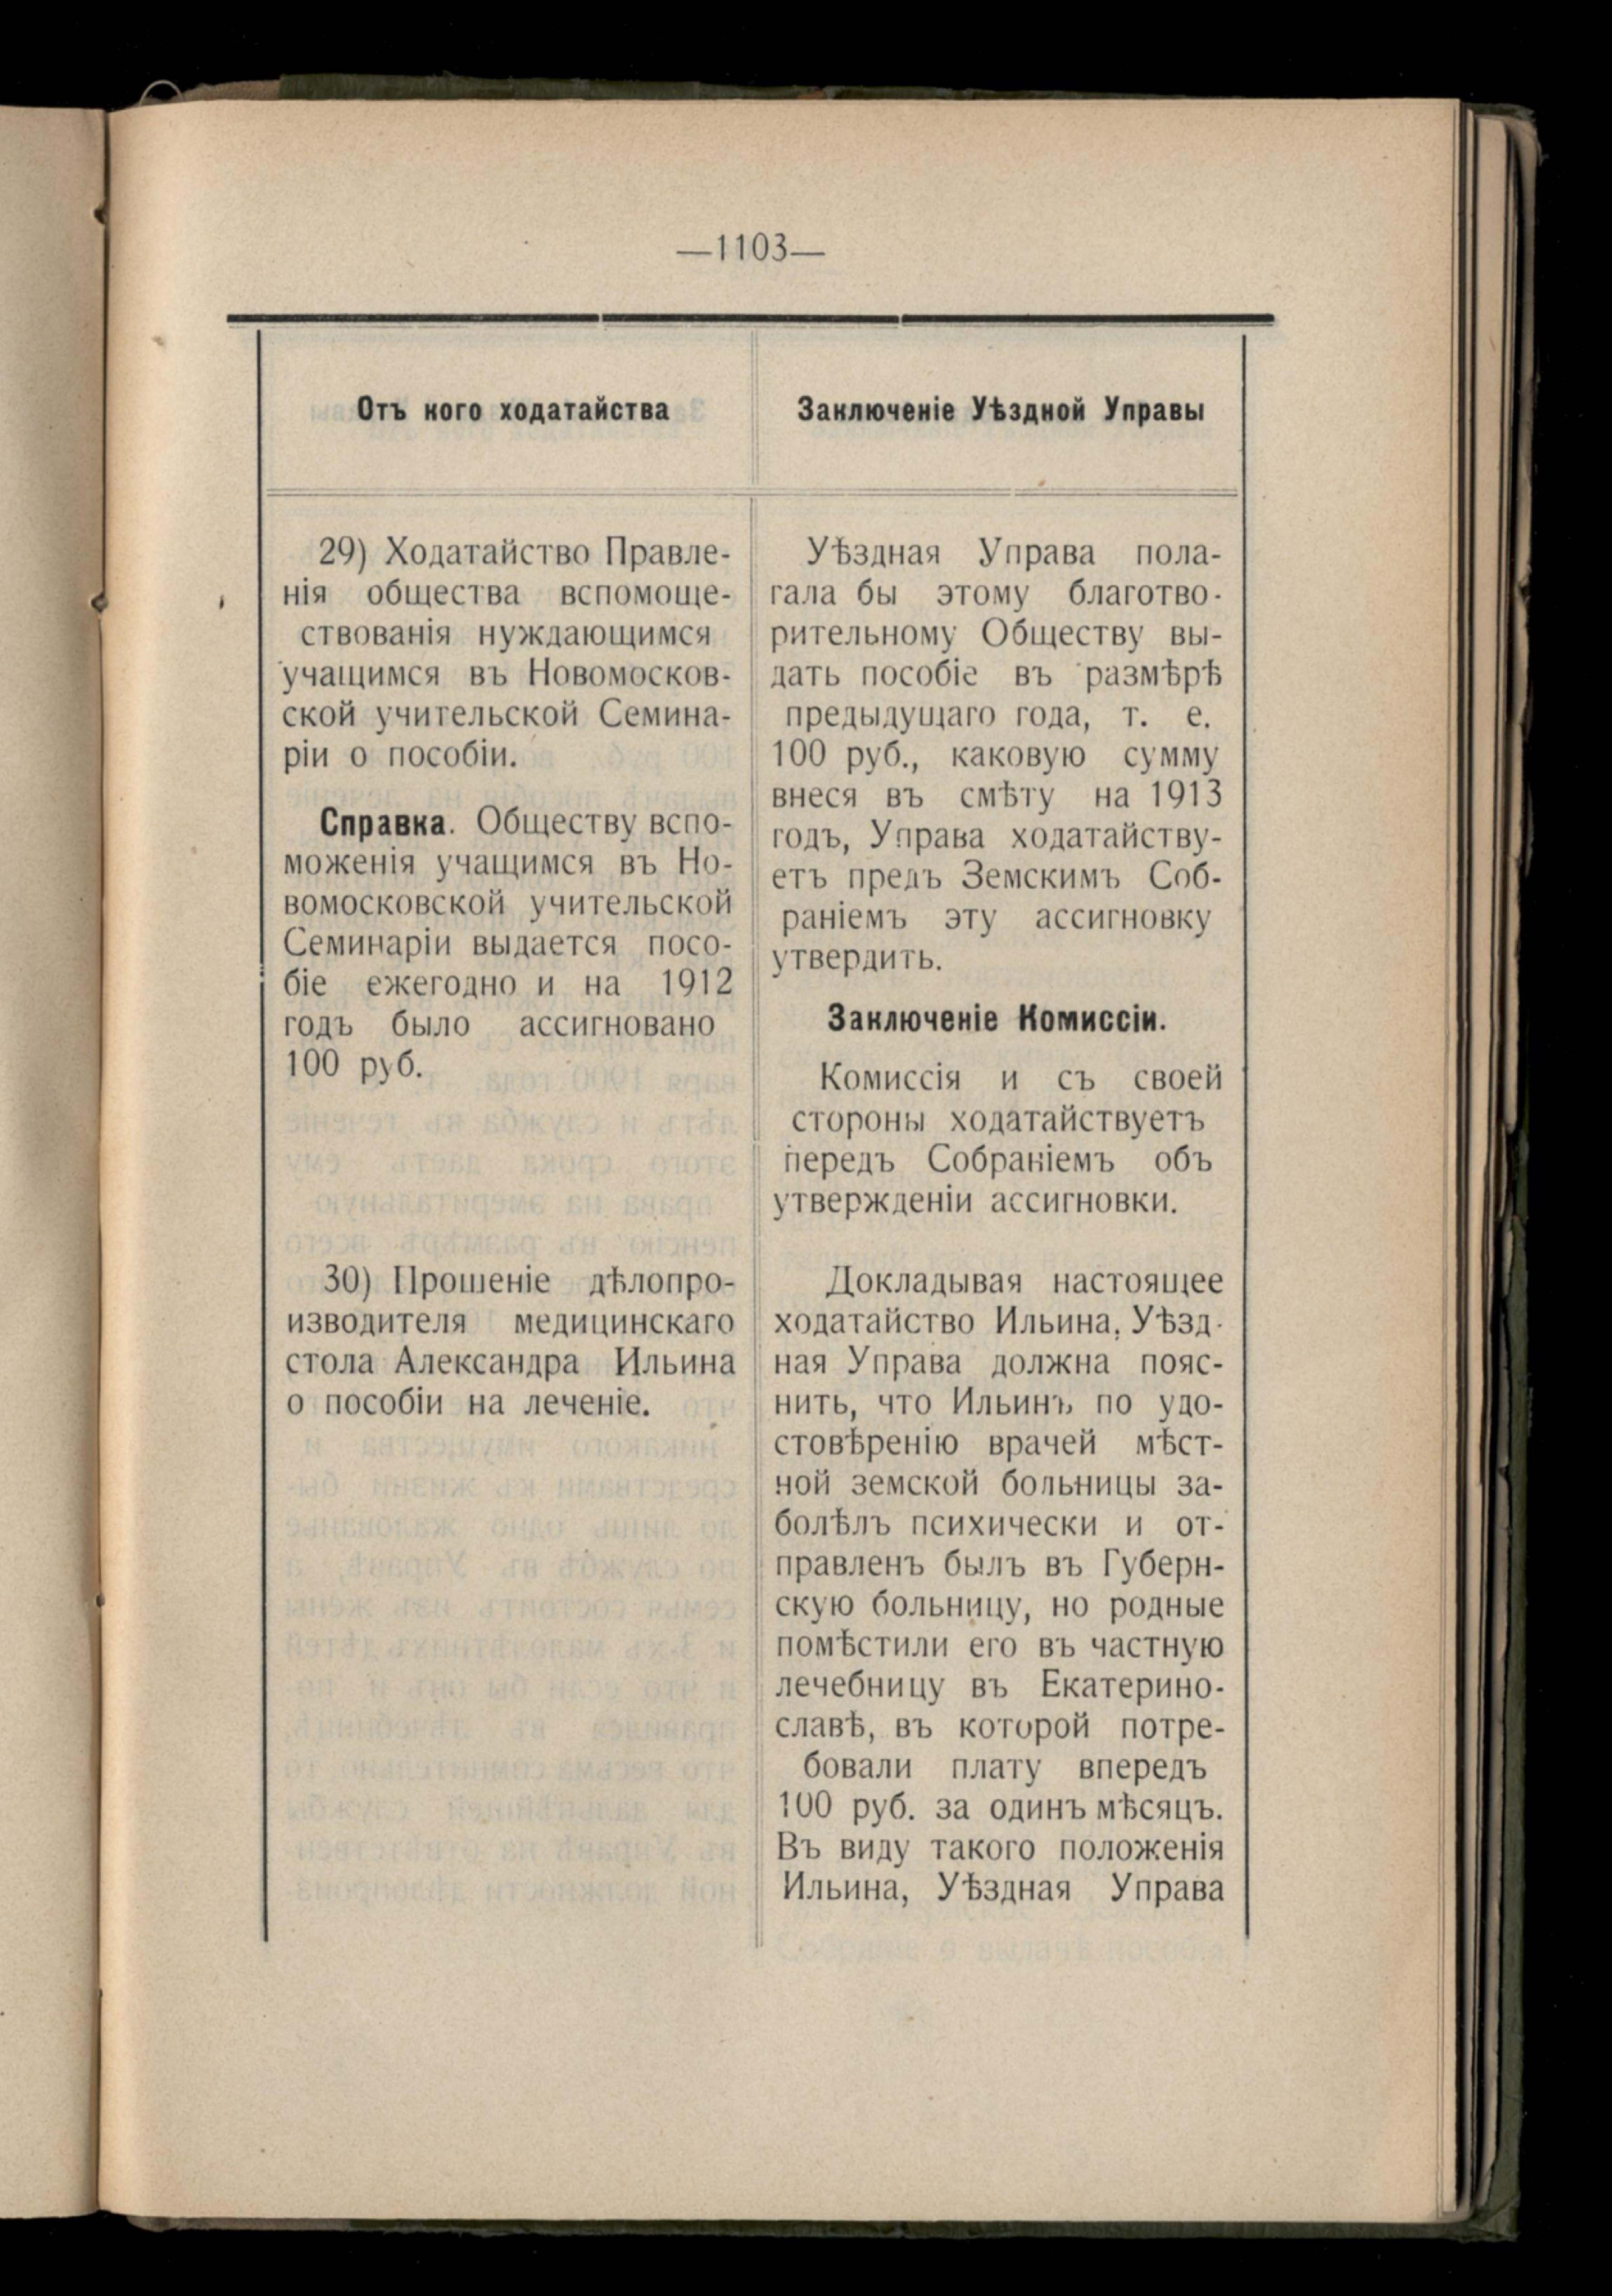 —1103—
Отъ кого ходатайства
Заключеніе Уѣздной Управы
29) Ходатайство Правле-
нія общества вспомоще-
ствованія нуждающимся
учащимся въ Новомосков-
ской учительской Семина-
ріи о пособіи.
Справка. Обществу вспо-
моженія учащимся въ Но-
вомосковской учительской
Семинаріи выдается посо-
біе ежегодно и на 1912
годъ было ассигновано
100 руб.
Уѣздная Управа пола-
гала бы этому благотво-
рительному Обществу вы-
дать пособіе въ размѣрѣ
предыдущаго года, т. е.
100 руб., каковую сумму
внеся въ смѣту на 1913
годъ, Управа ходатайству-
етъ предъ Земскимъ Соб-
раніемъ эту ассигновку
утвердить.
Заключеніе Комиссіи.
Комиссія и съ своей
стороны ходатайствуетъ
передъ Собраніемъ объ
утвержденіи ассигновки.
30) Прошеніе дѣлопро-
изводителя медицинскаго
стола Александра Ильина
о пособіи на леченіе.
Докладывая настоящее
ходатайство Ильина, Уѣзд-
ная Управа должна пояс-
нить, что Ильинъ по удо-
стовѣренію врачей мѣст-
ной земской больницы за-
болѣлъ психически и от-
правленъ былъ въ Губерн-
скую больницу, но родные
помѣстили его въ частную
лечебницу въ Екатерино-
славѣ, въ которой потре-
бовали плату впередъ
100 руб. за одинъ мѣсяцъ.
Въ виду такого положенія
Ильина, Уѣздная Управа